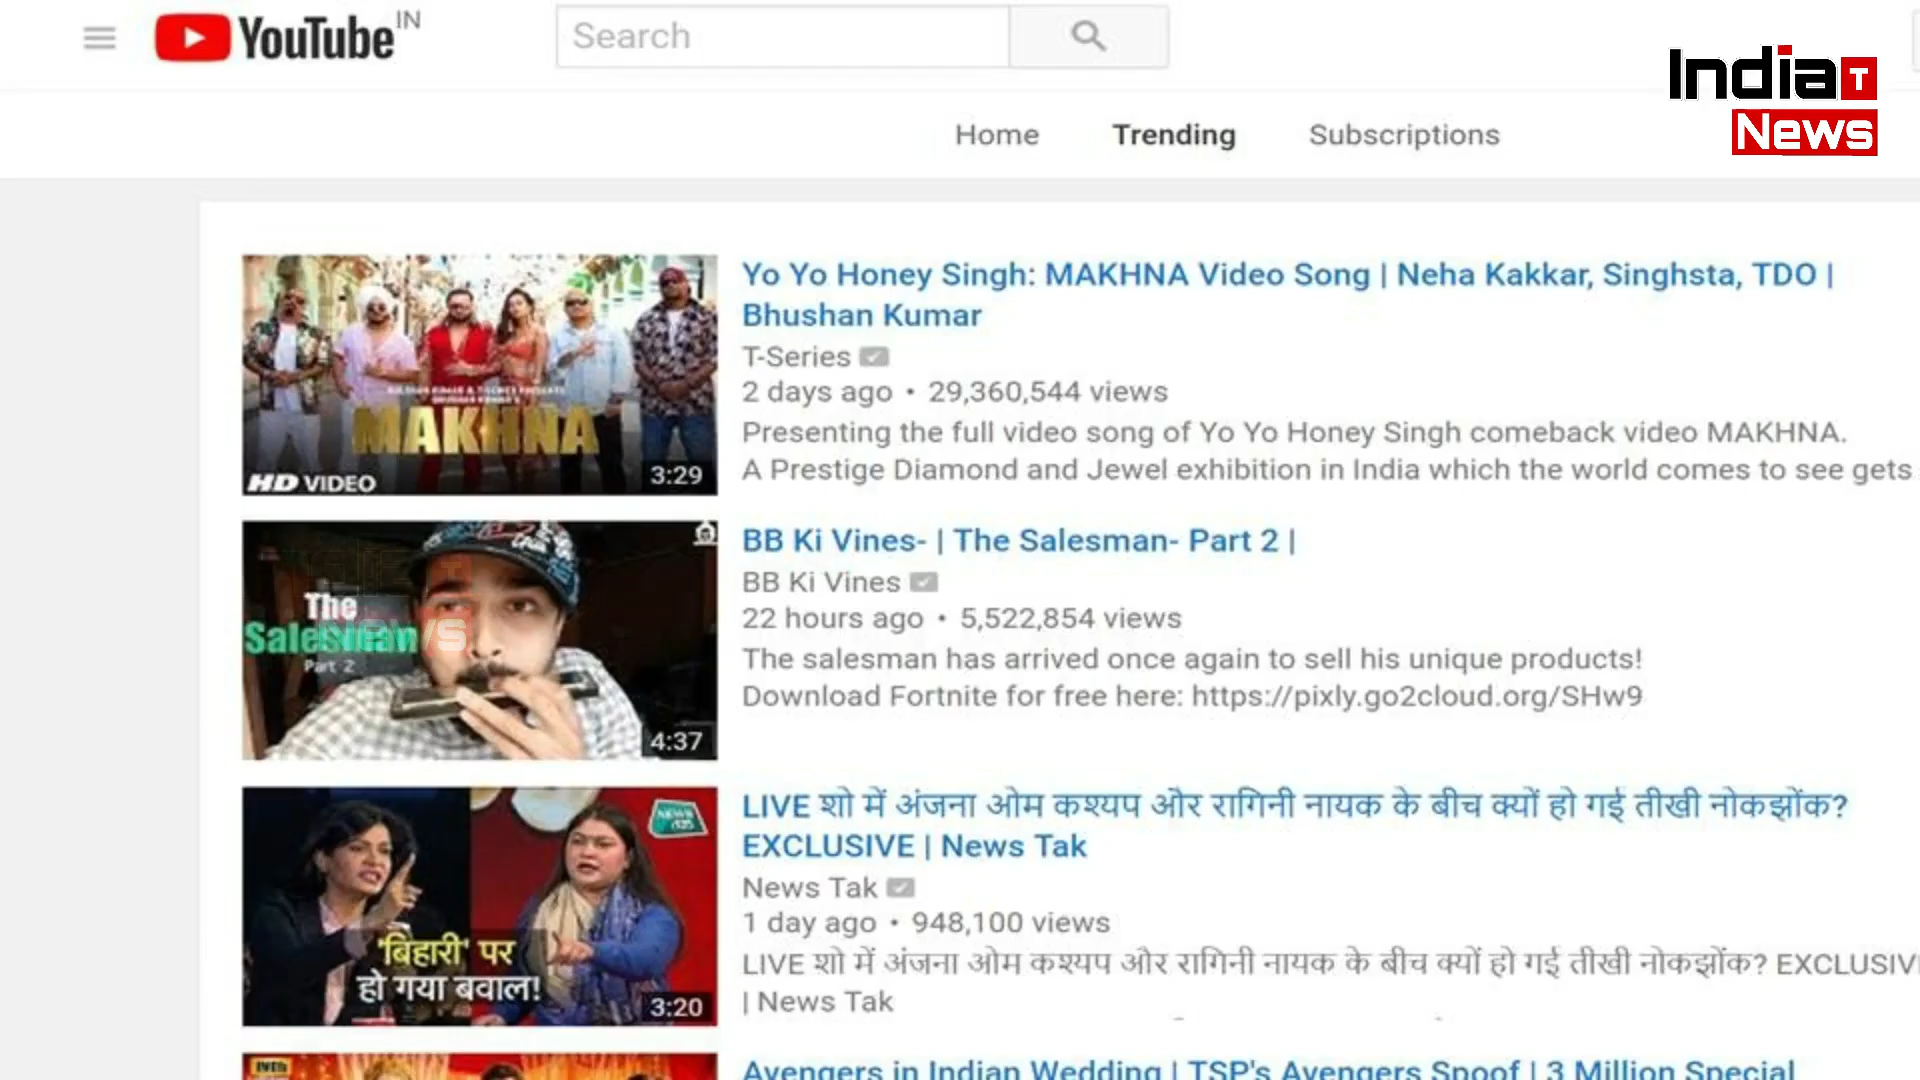 YouTube IN
Search
India T
News
Home Trending Subscriptions
MAKHNA
HD VIDEO
3:29
Yo Yo Honey Singh: MAKHNA Video Song | Neha Kakkar, Singhsta, TDO |
Bhushan Kumar
T-Series
2 days ago • 29,360,544 views
Presenting the full video song of Yo Yo Honey Singh comeback video MAKHNA.
A Prestige Diamond and Jewel exhibition in India which the world comes to see gets
The
Salesman
Part 2
4:37
BB Ki Vines- | The Salesman- Part 2 |
BB Ki Vines
22 hours ago • 5,522,854 views
The salesman has arrived once again to sell his unique products!
Download Fortnite for free here: https://pixly.go2cloud.org/SHw9
'बिहारी' पर
हो गया बवाल!
3:20
LIVE शो में अंजना ओम कश्यप और रागिनी नायक के बीच क्यों हो गई तीखी नोकझोंक?
EXCLUSIVE | News Tak
News Tak
1 day ago • 948,100 views
LIVE शो में अंजना ओम कश्यप और रागिनी नायक के बीच क्यों हो गई तीखी नोकझोंक? EXCLUSIV
| News Tak
Avengers in Indian Wedding | TSP's Avengers Spoof | 3 Million Special